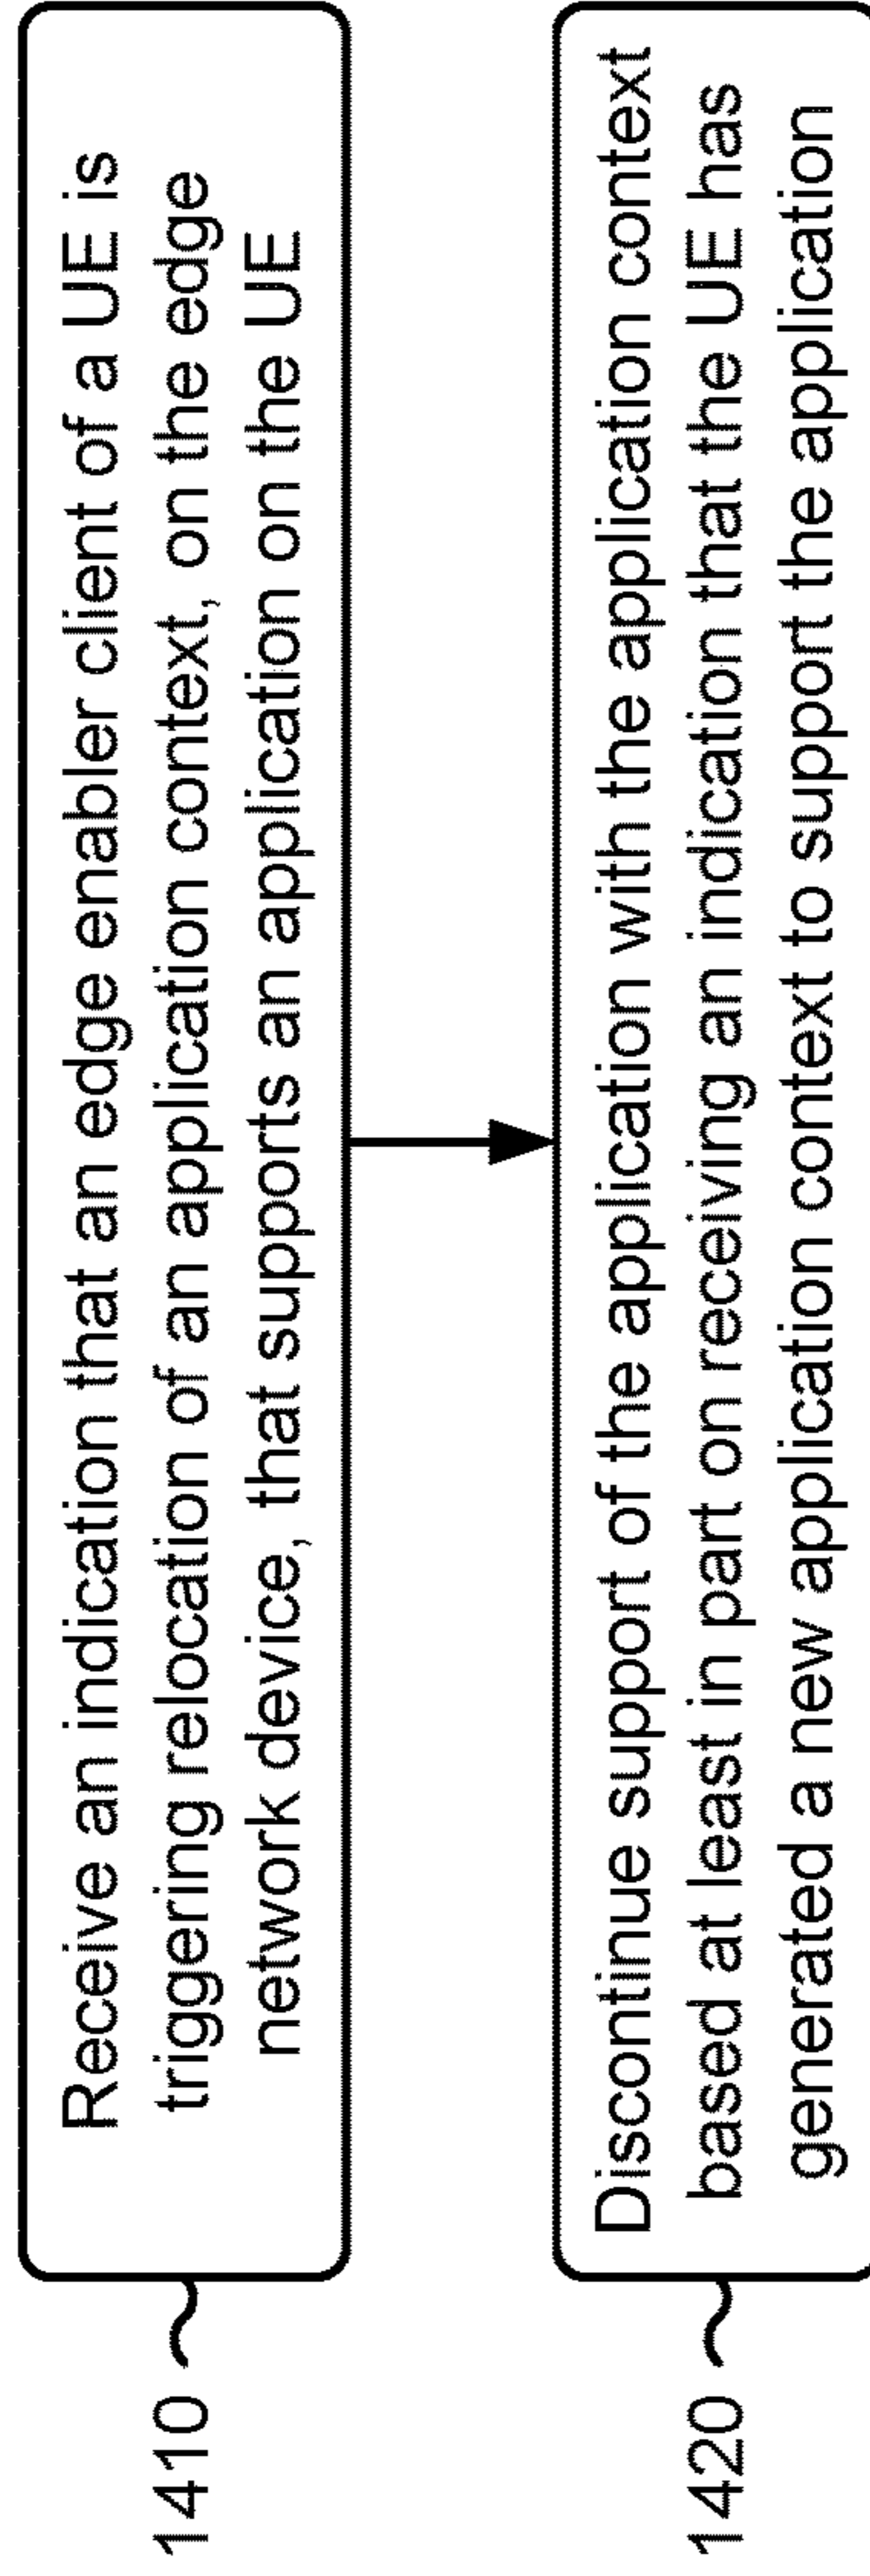 Receive an indication that an edge enabler client of a UE is
triggering relocation of an application context, on the edge
network device, that supports an application on the UE
1410
Discontinue support of the application with the application context
based at least in part on receiving an indication that the UE has
generated a new application context to support the application
1420